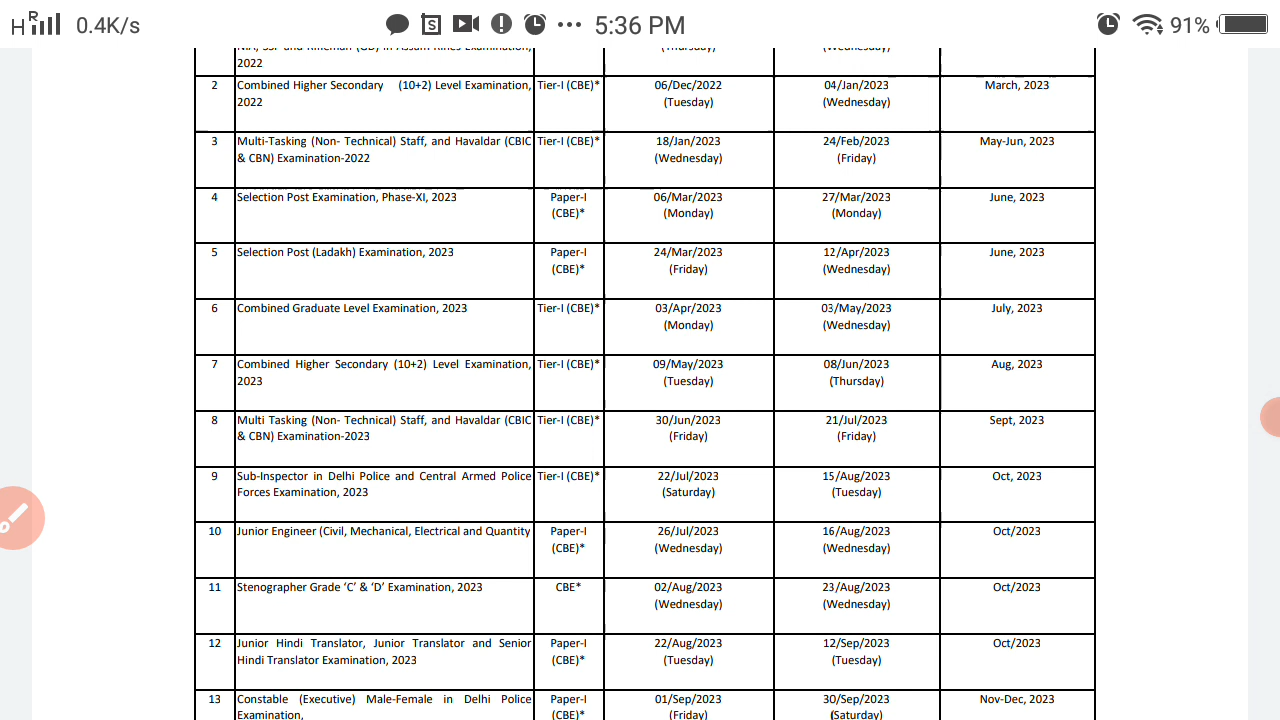 H R 0.4K/s S 5:36 PM 91%
2022
2 Combined Higher Secondary (10+2) Level Examination, Tier-I (CBE)* 06/Dec/2022 04/Jan/2023 March, 2023
2022 (Tuesday) (Wednesday)
3 Multi-Tasking (Non- Technical) Staff, and Havaldar (CBIC Tier-I (CBE)* 18/Jan/2023 24/Feb/2023 May-Jun, 2023
& CBN) Examination-2022 (Wednesday) (Friday)
4 Selection Post Examination, Phase-XI, 2023 Paper-I 06/Mar/2023 27/Mar/2023 June, 2023
(CBE)* (Monday) (Monday)
5 Selection Post (Ladakh) Examination, 2023 Paper-I 24/Mar/2023 12/Apr/2023 June, 2023
(CBE)* (Friday) (Wednesday)
6 Combined Graduate Level Examination, 2023 Tier-I (CBE)* 03/Apr/2023 03/May/2023 July, 2023
(Monday) (Wednesday)
7 Combined Higher Secondary (10+2) Level Examination, Tier-I (CBE)* 09/May/2023 08/Jun/2023 Aug, 2023
2023 (Tuesday) (Thursday)
8 Multi Tasking (Non- Technical) Staff, and Havaldar (CBIC Tier-I (CBE)* 30/Jun/2023 21/Jul/2023 Sept, 2023
& CBN) Examination-2023 (Friday) (Friday)
9 Sub-Inspector in Delhi Police and Central Armed Police Tier-I (CBE)* 22/Jul/2023 15/Aug/2023 Oct, 2023
Forces Examination, 2023 (Saturday) (Tuesday)
10 Junior Engineer (Civil, Mechanical, Electrical and Quantity Paper-I 26/Jul/2023 16/Aug/2023 Oct/2023
(CBE)* (Wednesday) (Wednesday)
11 Stenographer Grade ‘C’ & ‘D’ Examination, 2023 CBE* 02/Aug/2023 23/Aug/2023 Oct/2023
(Wednesday) (Wednesday)
12 Junior Hindi Translator, Junior Translator and Senior Paper-I 22/Aug/2023 12/Sep/2023 Oct/2023
Hindi Translator Examination, 2023 (CBE)* (Tuesday) (Tuesday)
13 Constable (Executive) Male-Female in Delhi Police Paper-I 01/Sep/2023 30/Sep/2023 Nov-Dec, 2023
Examination, (CBE)* (Friday) (Saturday)